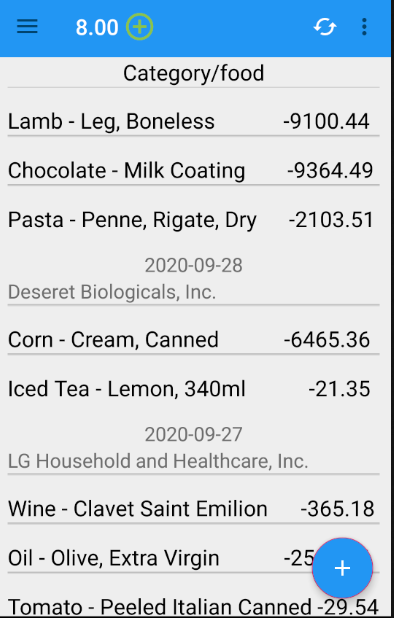 8.00
Category/food
Lamb - Leg, Boneless -9100.44
Chocolate - Milk Coating -9364.49
Pasta - Penne, Rigate, Dry -2103.51
2020-09-28
Deseret Biologicals, Inc.
Corn - Cream, Canned -6465.36
Iced Tea - Lemon, 340ml -21.35
2020-09-27
LG Household and Healthcare, Inc.
Wine - Clavet Saint Emilion -365.18
Oil - Olive, Extra Virgin
Tomato - Peeled Italian Canned -29.54